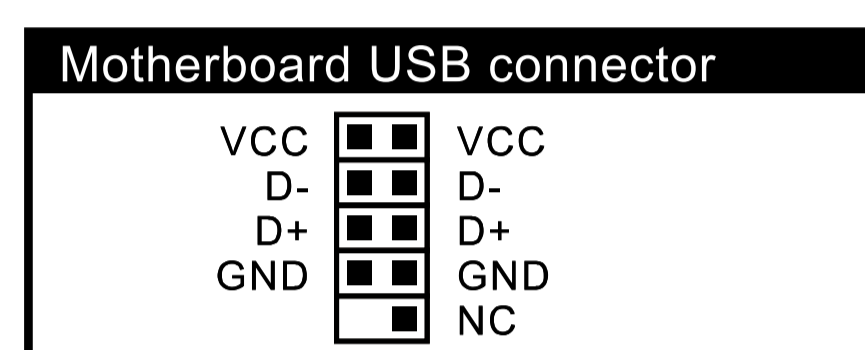 Motherboard USB connector
VCC VCC
D- D-
D+ D+
GND GND
NC